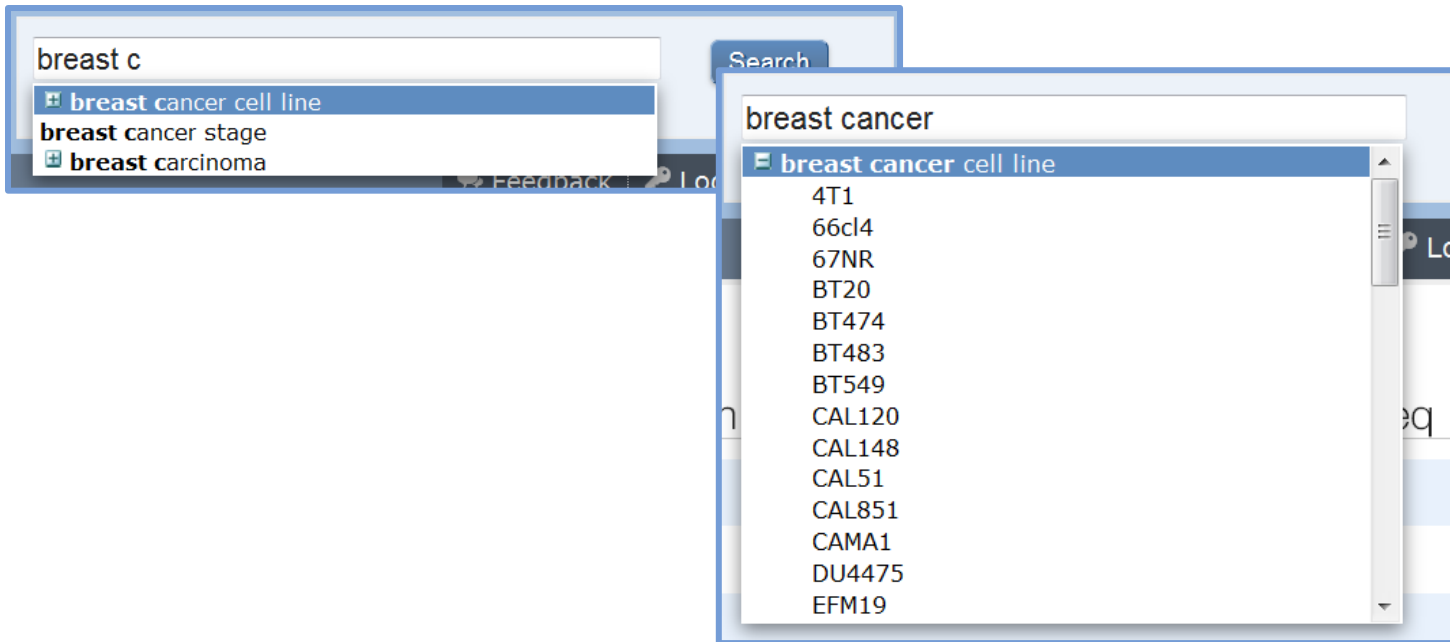 breast c
Search
breast cancer cell line
breast cancer stage
breast carcinoma
Feedback
breast cancer
breast cancer cell line
4T1
66cl4
67NR
BT20
BT474
BT483
BT549
CAL120
CAL148
CAL51
CAL851
CAMA1
DU4475
EFM19